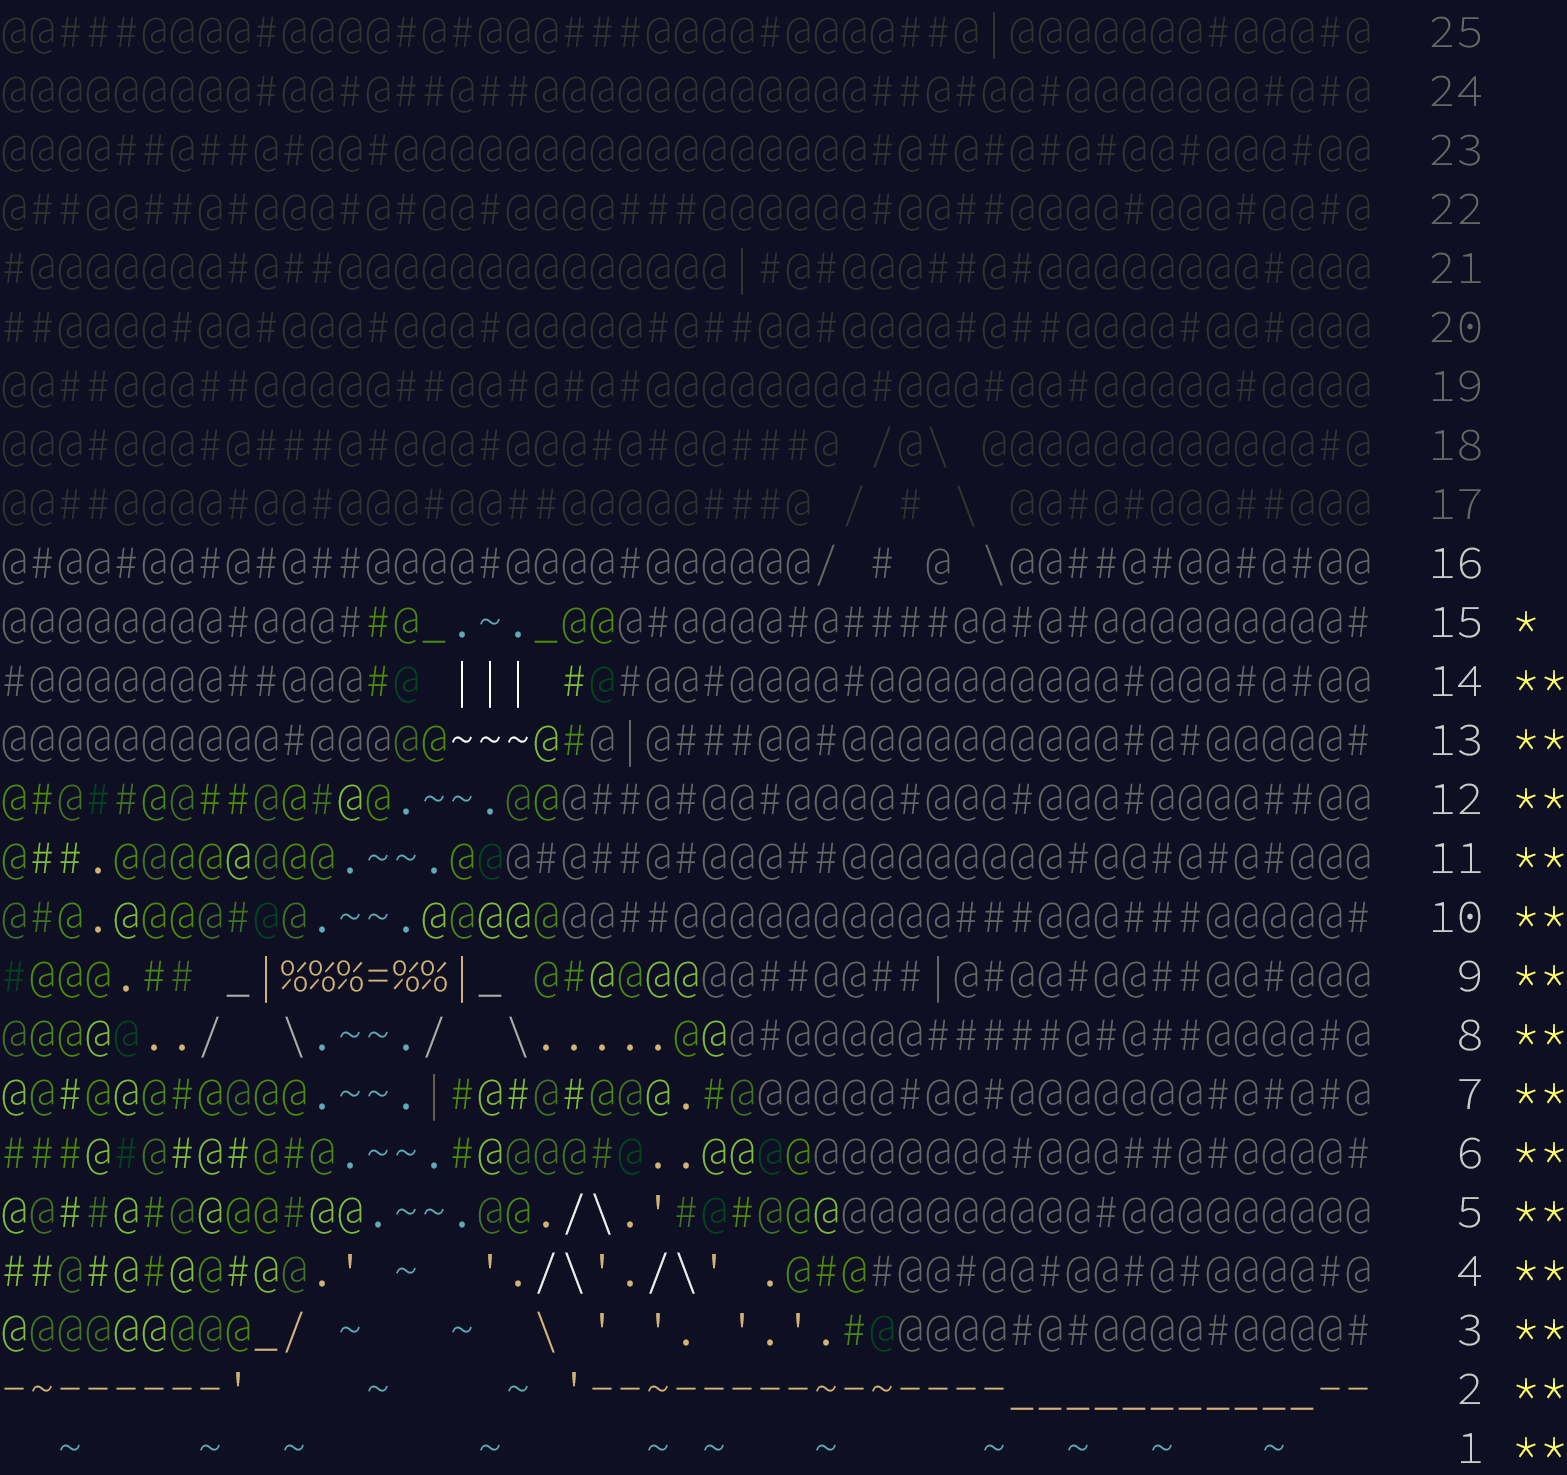 @@###@@@@#@@@@#@#@@@###@@@@#@@@@##@|@@@@@@@#@@@#@  25
@@@@@@@@@#@@#@##@##@@@@@@@@@@@@##@#@@#@@@@@@@#@#@  24
@@@@##@##@#@@#@@@@@@@@@@@@@@@@@#@#@#@#@#@@#@@@#@@  23
@##@@##@#@@@#@#@@#@@@@###@@@@@@#@@##@@@@#@@@#@@#@  22
#@@@@@@@#@##@@@@@@@@@@@@@@|#@#@@@##@#@@@@@@@@#@@@  21
##@@@@#@@#@@@#@@@#@@@@@#@##@@#@@@@#@##@@@@#@@#@@@  20
@@##@@@##@@@@@##@@#@#@#@@@@@@@@#@@@#@@#@@@@@#@@@@  19
@@@#@@@#@###@#@@@#@@@#@#@@###@ /@\ @@@@@@@@@@@@#@  18
@@##@@@#@@#@@@#@@##@@@@@###@ / # \ @@#@#@@@##@@@  17
@#@@#@@#@#@##@@@@#@@@@#@@@@@@/ # @ \@@##@#@@#@#@@  16
@@@@@@@@#@@@##@_.~._@@@#@@@@#@####@@#@#@@@@@@@@@#  15 *
#@@@@@@@##@@@#@ ||| #@#@@#@@@@#@@@@@@@@@#@@@#@#@@  14 **
@@@@@@@@@@#@@@@@~~~@#@|@###@@#@@@@@@@@@@#@#@@@@@#  13 **
@#@##@@##@@#@@.~~.@@@##@#@@#@@@@#@@@#@@@#@@@@##@@  12 **
@##.@@@@@@@@.~~.@@@#@##@#@@@##@@@@@@@@#@@#@#@#@@@  11 **
@#@.@@@@#@@.~~.@@@@@@@##@@@@@@@@@@###@@@###@@@@@#  10 **
#@@@.## _|%%%=%%|_ @#@@@@@@##@@##|@#@@@#@@##@@#@@@   9 **
@@@@@../  \.~~./  \.....@@@#@@@@@#####@#@##@@@@#@   8 **
@@#@@@#@@@@.~~.|#@#@#@@@.#@@@@@@#@@#@@@@@@@#@#@#@   7 **
###@#@#@#@#@.~~.#@@@@#@..@@@@@@@@@@@#@@@##@#@@@@#   6 **
@@##@#@@@@#@@.~~.@@./\.'#@#@@@@@@@@@@@@#@@@@@@@@@   5 **
##@#@#@@#@@.' ~  './\'./\' .@#@#@@#@@##@#@#@@@@#@   4 **
@@@@@@@@@_/ ~   ~  \ ' '. '.'.#@@@@@#@#@@@@#@@@@#   3 **
-~------'    ~    ~ '--~-----~-~----___________--   2 **
  ~    ~  ~      ~     ~ ~   ~     ~  ~  ~   ~      1 **